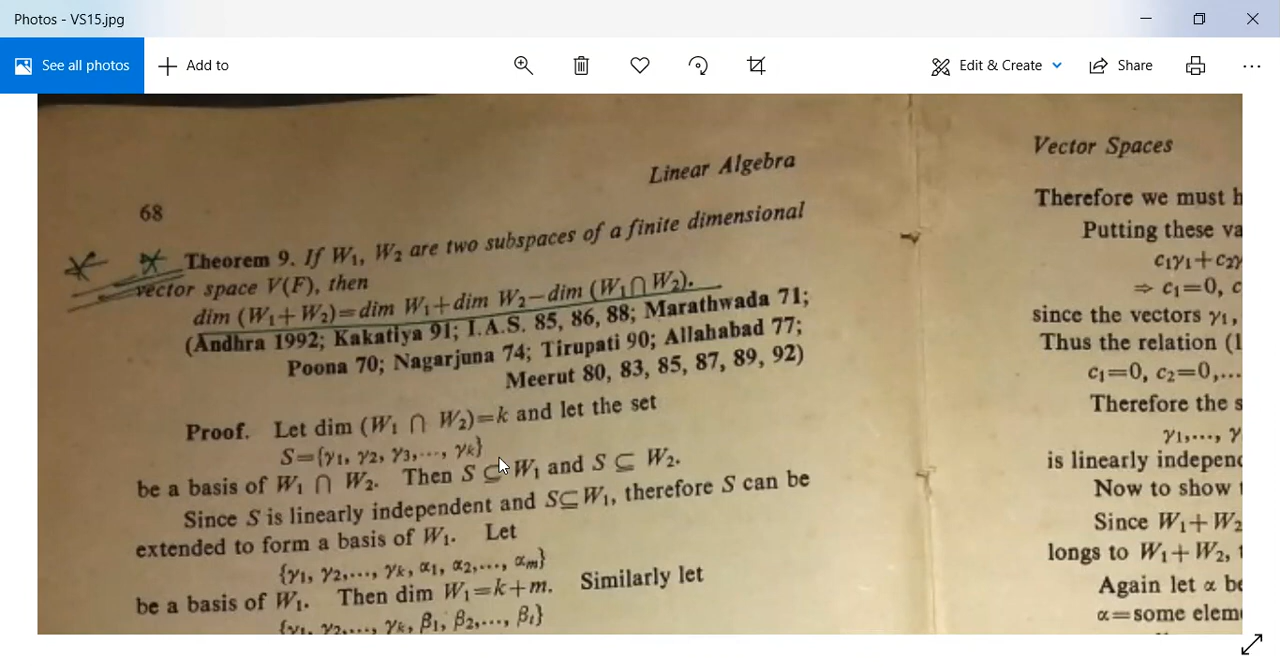 Photos - VS15.jpg
See all photos
Add to
Edit & Create
Share
Linear Algebra
68
Theorem 9. If W₁, W₂ are two subspaces of a finite dimensional
vector space V(F), then
dim (W₁+W₂)=dim W₁+dim W₂−dim (W₁∩W₂).
(Andhra 1992; Kakatiya 91; I.A.S. 85, 86, 88; Marathwada 71;
Poona 70; Nagarjuna 74; Tirupati 90; Allahabad 77;
Meerut 80, 83, 85, 87, 89, 92)
Proof. Let dim (W₁ ∩ W₂)=k and let the set
S={γ₁, γ₂, γ₃,..., γₖ}
be a basis of W₁ ∩ W₂. Then S ⊆ W₁ and S ⊆ W₂.
Since S is linearly independent and S⊆W₁, therefore S can be
extended to form a basis of W₁. Let
{γ₁, γ₂,..., γₖ, α₁, α₂,..., αₘ}
be a basis of W₁. Then dim W₁=k+m. Similarly let
{γ₁, γ₂,..., γₖ, β₁, β₂,..., βₜ}
Vector Spaces
Therefore we must h
Putting these va
c₁γ₁+c₂γ
⇒ c₁=0, c
since the vectors γ₁,
Thus the relation (1
c₁=0, c₂=0,...
Therefore the s
γ₁,..., γ
is linearly independ
Now to show
Since W₁+W₂
longs to W₁+W₂,
Again let α be
α=some elem